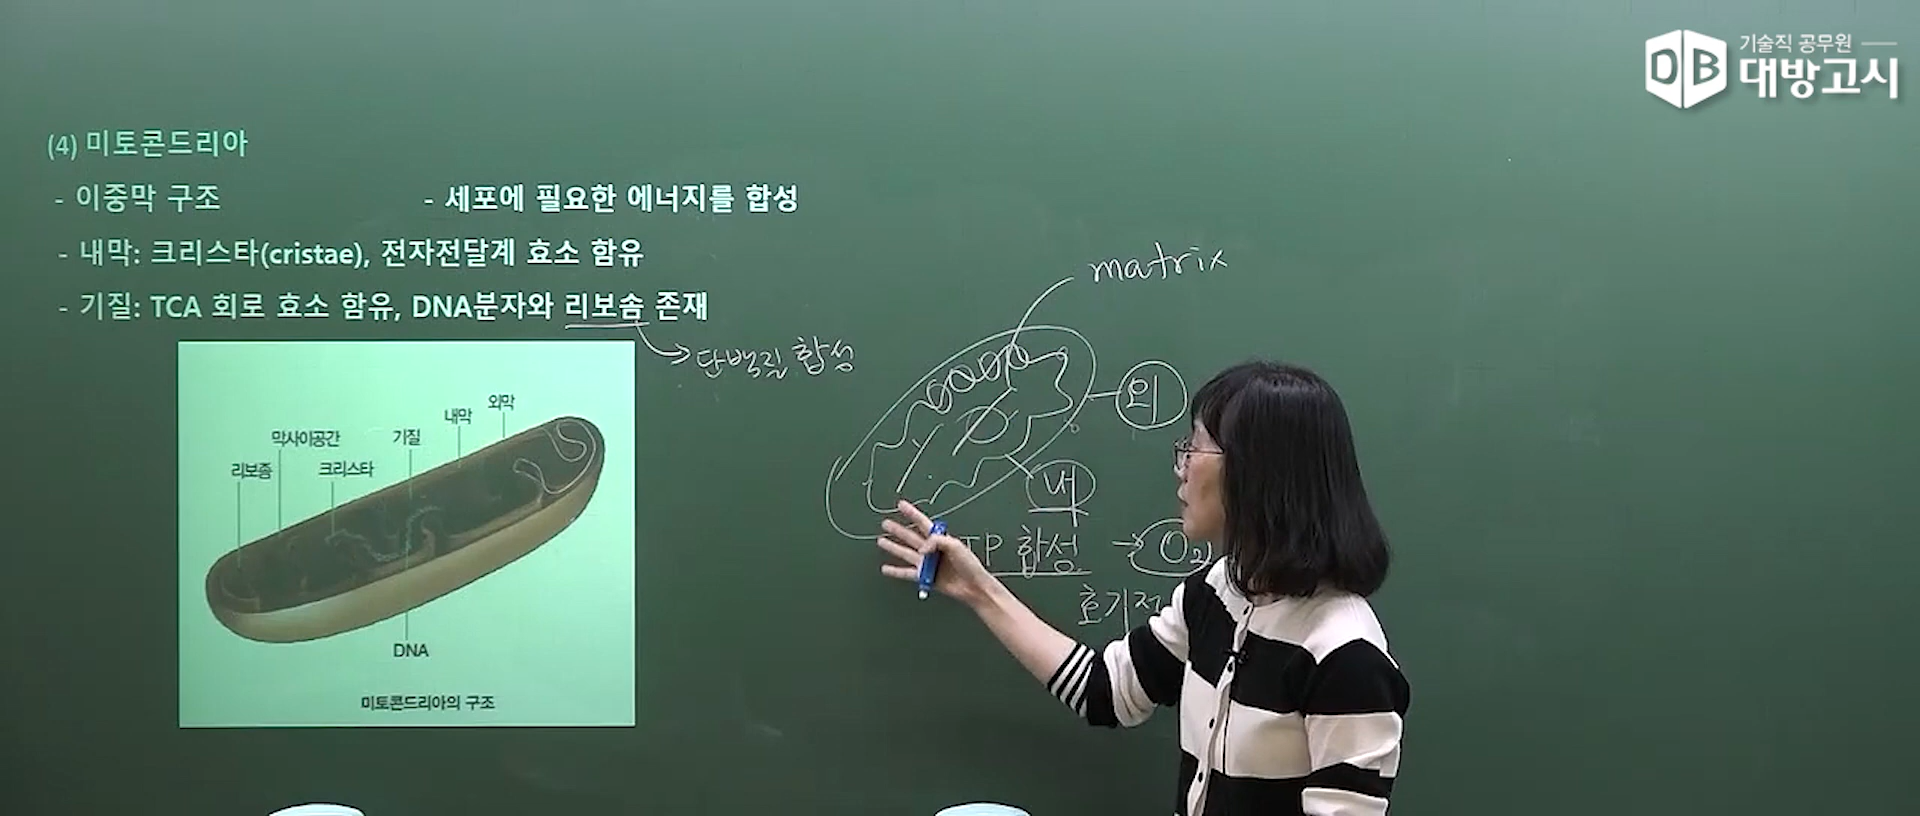 기술직 공무원
DB 대방고시
(4) 미토콘드리아
- 이중막 구조
- 세포에 필요한 에너지를 합성
- 내막: 크리스타(cristae), 전자전달계 효소 함유
- 기질: TCA 회로 효소 함유, DNA분자와 리보솜 존재
단백질 합성
matrix
외
내
TP 합성 → O2
호기
외막
내막
막사이공간
기질
리보좀
크리스타
DNA
미토콘드리아의 구조